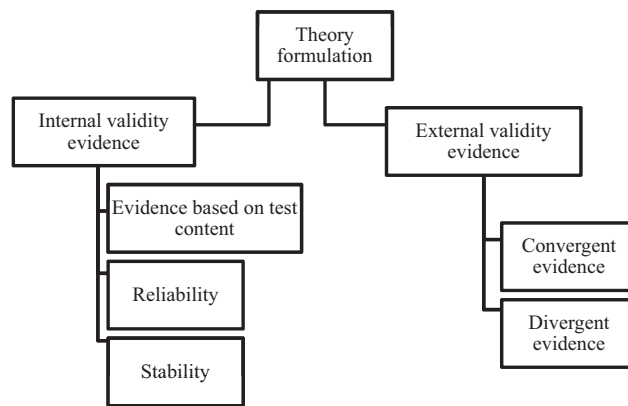 Theory
formulation
Internal validity
evidence
External validity
evidence
Evidence based on test
content
Reliability
Stability
Convergent
evidence
Divergent
evidence